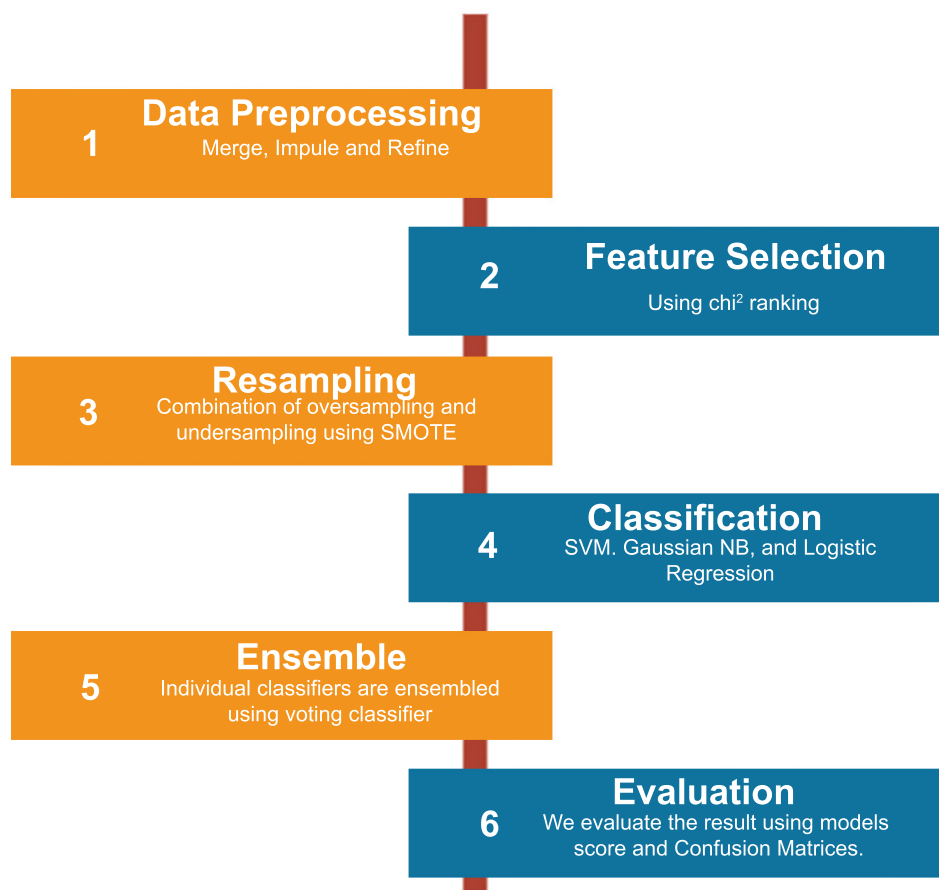 1
Data Preprocessing
Merge, Impule and Refine
2
Feature Selection
Using chi² ranking
3
Resampling
Combination of oversampling and
undersampling using SMOTE
4
Classification
SVM. Gaussian NB, and Logistic
Regression
5
Ensemble
Individual classifiers are ensembled
using voting classifier
6
Evaluation
We evaluate the result using models
score and Confusion Matrices.